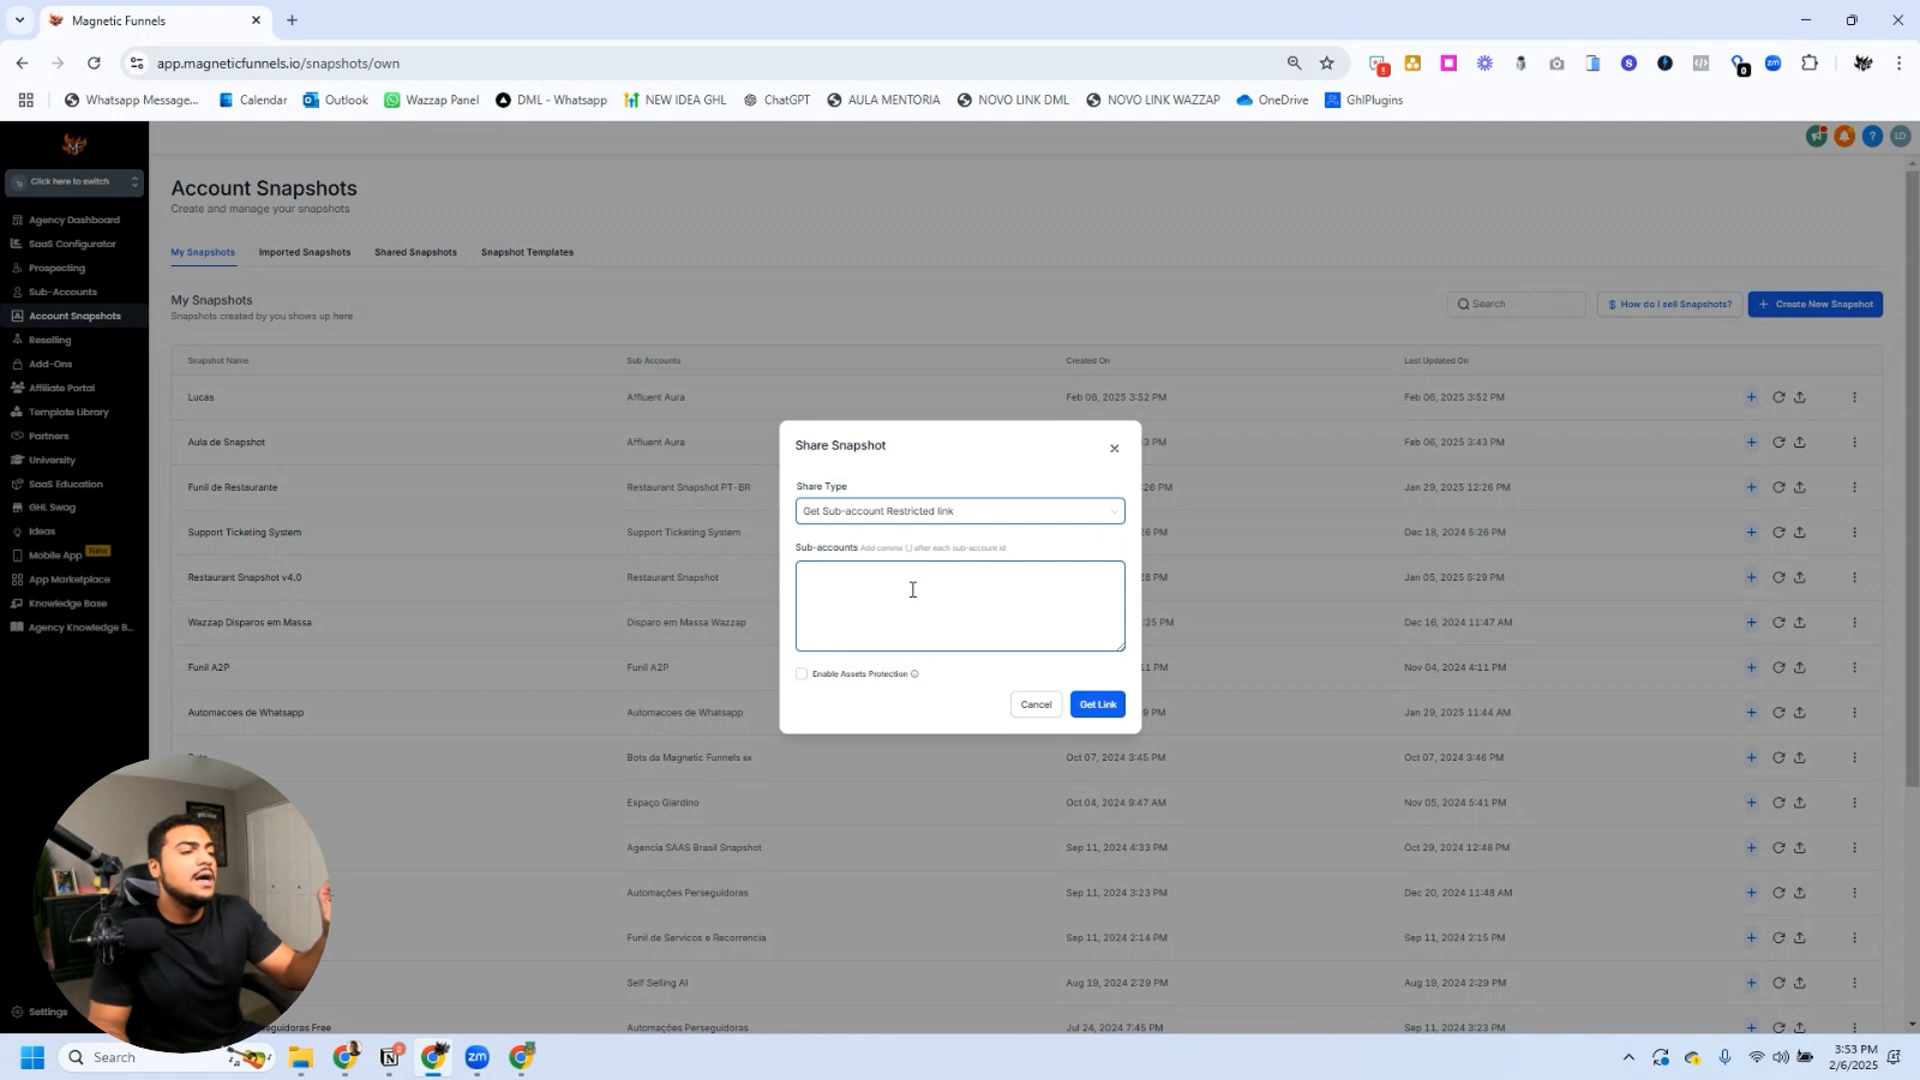 Magnetic Funnels
app.magneticfunnels.io/snapshots/own
Whatsapp Message...
Calendar
Outlook
Wazzap Panel
DML - Whatsapp
NEW IDEA GHL
ChatGPT
AULA MENTORIA
NOVO LINK DML
NOVO LINK WAZZAP
OneDrive
GhlPlugins
Click here to switch
Agency Dashboard
SaaS Configurator
Prospecting
Sub-Accounts
Account Snapshots
Reselling
Add-Ons
Affiliate Portal
Template Library
Partners
University
SaaS Education
GHL Swag
Ideas
Mobile App New
App Marketplace
Knowledge Base
Agency Knowledge B...
Settings
LD
Account Snapshots
Create and manage your snapshots
My Snapshots Imported Snapshots Shared Snapshots Snapshot Templates
My Snapshots
Snapshots created by you shows up here
Search
$ How do I sell Snapshots?
+ Create New Snapshot
Snapshot Name Sub Accounts Created On Last Updated On
Lucas Affluent Aura Feb 06, 2025 3:52 PM Feb 06, 2025 3:52 PM
Aula de Snapshot Affluent Aura 3 PM Feb 06, 2025 3:43 PM
Funil de Restaurante Restaurant Snapshot PT-BR :26 PM Jan 29, 2025 12:26 PM
Support Ticketing System Support Ticketing System Dec 18, 2024 5:26 PM
Restaurant Snapshot v4.0 Restaurant Snapshot 28 PM Jan 05, 2025 5:29 PM
Wazzap Disparos em Massa Disparo em Massa Wazzap :25 PM Dec 16, 2024 11:47 AM
Funil A2P Funil A2P 11 PM Nov 04, 2024 4:11 PM
Automacoes de Whatsapp Automacoes de Whatsapp 9 PM Jan 29, 2025 11:44 AM
Bots da Magnetic Funnels Oct 07, 2024 3:45 PM Oct 07, 2024 3:46 PM
Espaço Giardino Oct 04, 2024 9:47 AM Nov 05, 2024 5:41 PM
Agencia SAAS Brasil Snapshot Sep 11, 2024 4:33 PM Oct 29, 2024 12:48 PM
Automações Perseguidoras Sep 11, 2024 3:23 PM Dec 20, 2024 11:48 AM
Funil de Servicos e Recorrencia Sep 11, 2024 2:14 PM Sep 11, 2024 2:15 PM
Self Selling AI Aug 19, 2024 2:29 PM Aug 19, 2024 2:29 PM
eguidoras Free Automações Perseguidoras Jul 24, 2024 7:45 PM Sep 11, 2024 3:23 PM
Share Snapshot
Share Type
Get Sub-account Restricted link
Sub-accounts Add comma (,) after each sub-account id
Enable Assets Protection
Cancel
Get Link
Search
3:53 PM
2/6/2025